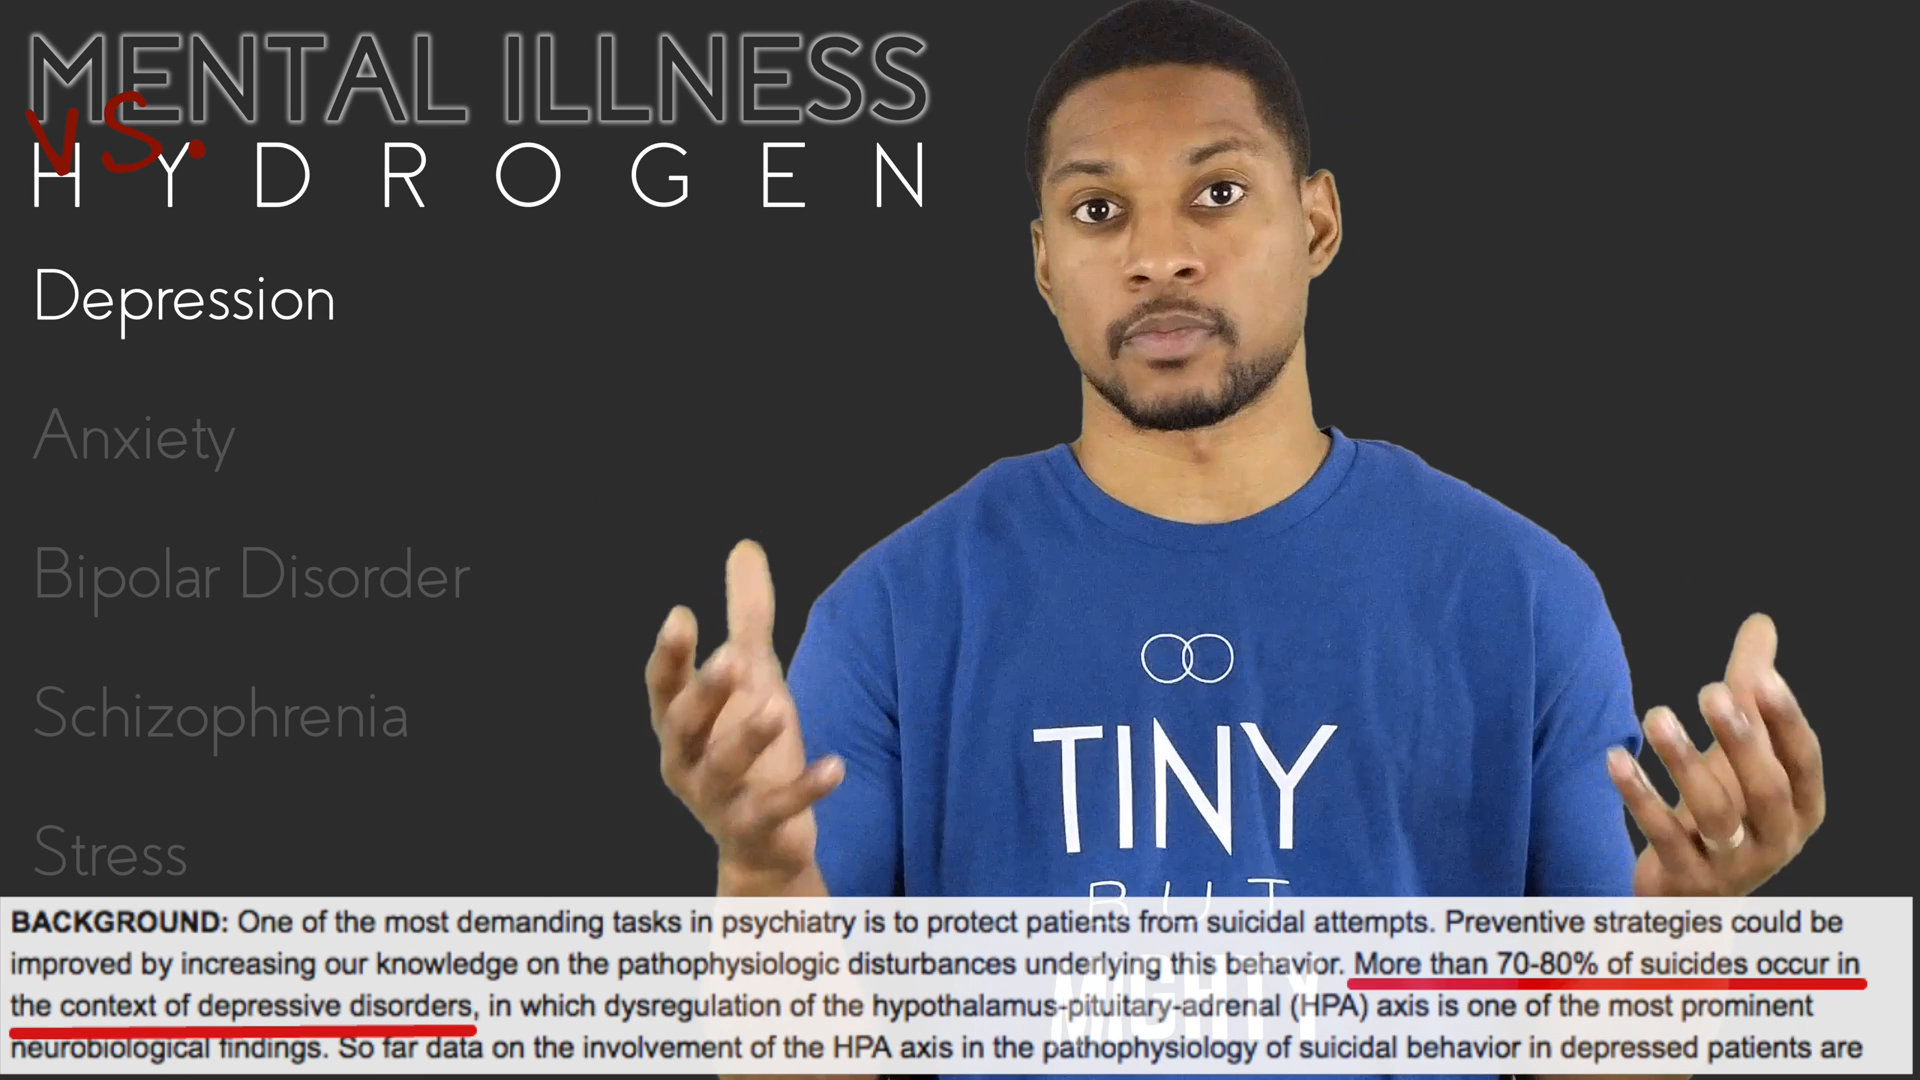 MENTAL ILLNESS
VS.
HYDROGEN
Depression
Anxiety
Bipolar Disorder
Schizophrenia
Stress
TINY
BUT
MIGHTY
BACKGROUND: One of the most demanding tasks in psychiatry is to protect patients from suicidal attempts. Preventive strategies could be
improved by increasing our knowledge on the pathophysiologic disturbances underlying this behavior. More than 70-80% of suicides occur in
the context of depressive disorders, in which dysregulation of the hypothalamus-pituitary-adrenal (HPA) axis is one of the most prominent
neurobiological findings. So far data on the involvement of the HPA axis in the pathophysiology of suicidal behavior in depressed patients are